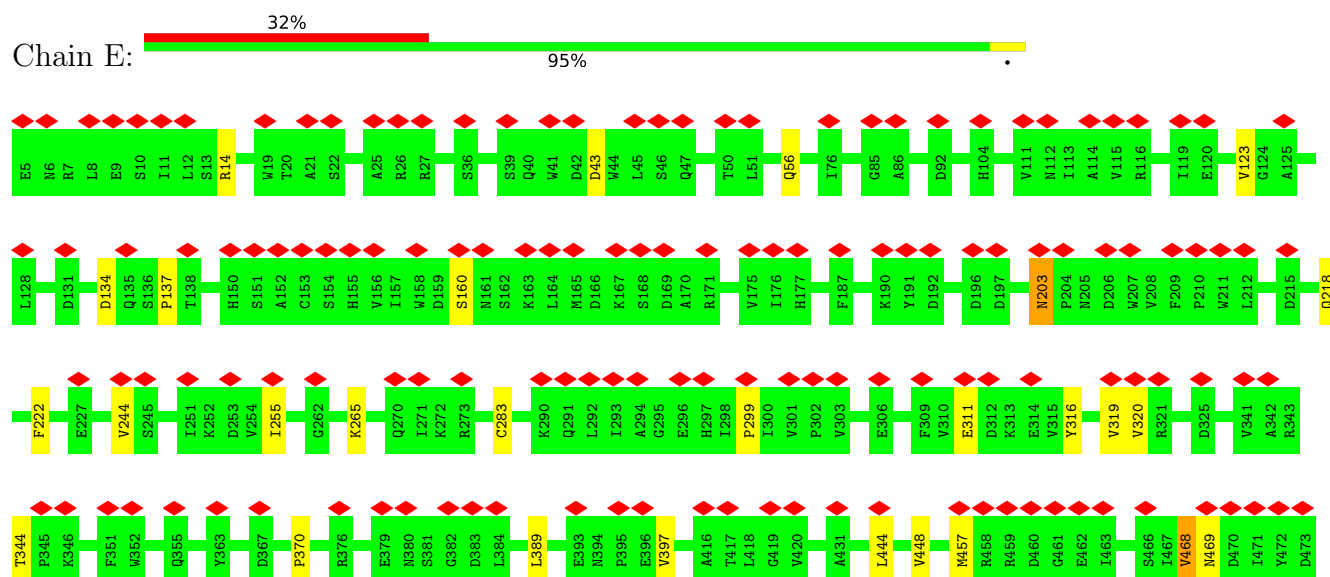 32%
Chain E:
95%
.
E5 N6 R7 L8 E9 S10 I11 L12 S13 R14 W19 T20 A21 S22 A25 R26 R27 S36 S39 Q40 W41 D42 D43 W44 L45 S46 Q47 T50 L51 Q56 I76 G85 A86 D92 H104 V111 N112 I113 A114 V115 R116 I119 E120 V123 G124 A125
L128 D131 D134 Q135 S136 P137 T138 H150 S151 A152 C153 S154 H155 V156 I157 W158 D159 S160 N161 S162 K163 L164 M165 D166 K167 S168 D169 A170 R171 V175 I176 H177 F187 K190 Y191 D192 D196 D197 N203 P204 N205 D206 W207 V208 F209 P210 W211 L212 D215 Q218
F222 E227 V244 S245 I251 K252 D253 V254 I255 G262 K265 Q270 I271 K272 R273 C283 K290 Q291 L292 I293 A294 G295 E296 H297 I298 P299 I300 V301 P302 V303 E306 F309 V310 E311 D312 K313 E314 V315 Y316 V319 V320 R321 D325 V341 A342 R343
T344 P345 K346 F351 W352 Q355 Y363 D367 P370 R376 E379 N380 S381 G382 D383 L384 L389 E393 N394 P395 E396 V397 A416 T417 L418 G419 V420 A431 L444 V448 M457 R458 R459 D460 G461 E462 I463 S466 I467 V468 N469 D470 I471 Y472 D473